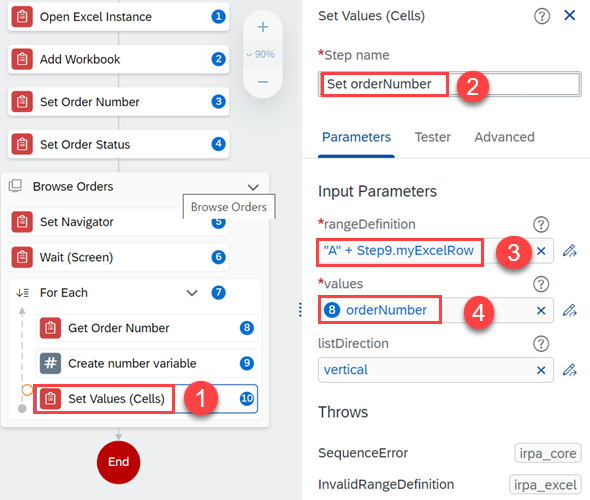 Open Excel Instance 1
Add Workbook 2
Set Order Number 3
Set Order Status 4
Browse Orders
Browse Orders
Set Navigator 5
Wait (Screen) 6
For Each 7
Get Order Number 8
# Create number variable 9
Set Values (Cells) 1 10
End
90%
Set Values (Cells) ?
*Step name
Set orderNumber 2
Parameters Tester Advanced
Input Parameters
*rangeDefinition ?
"A" + Step9.myExcelRow 3
*values ?
8 orderNumber 4
listDirection ?
vertical
Throws
SequenceError irpa_core
InvalidRangeDefinition irpa_excel